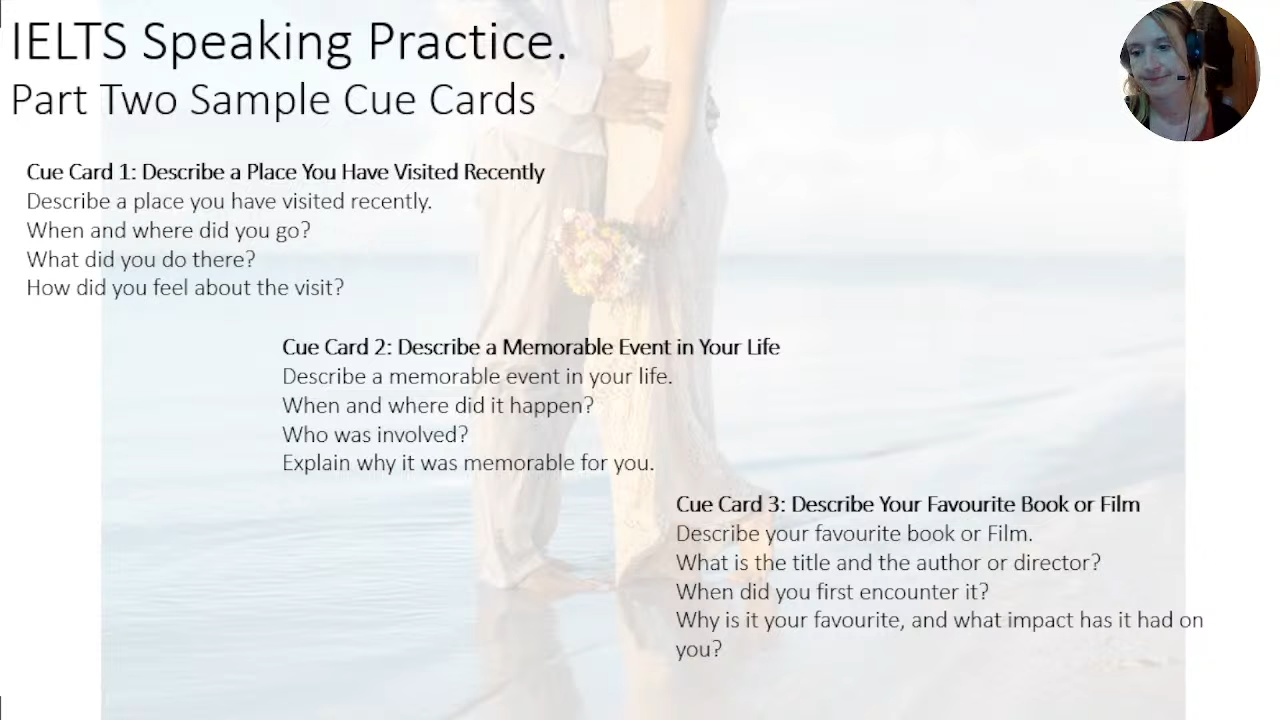 IELTS Speaking Practice.
Part Two Sample Cue Cards
Cue Card 1: Describe a Place You Have Visited Recently
Describe a place you have visited recently.
When and where did you go?
What did you do there?
How did you feel about the visit?
Cue Card 2: Describe a Memorable Event in Your Life
Describe a memorable event in your life.
When and where did it happen?
Who was involved?
Explain why it was memorable for you.
Cue Card 3: Describe Your Favourite Book or Film
Describe your favourite book or Film.
What is the title and the author or director?
When did you first encounter it?
Why is it your favourite, and what impact has it had on
you?